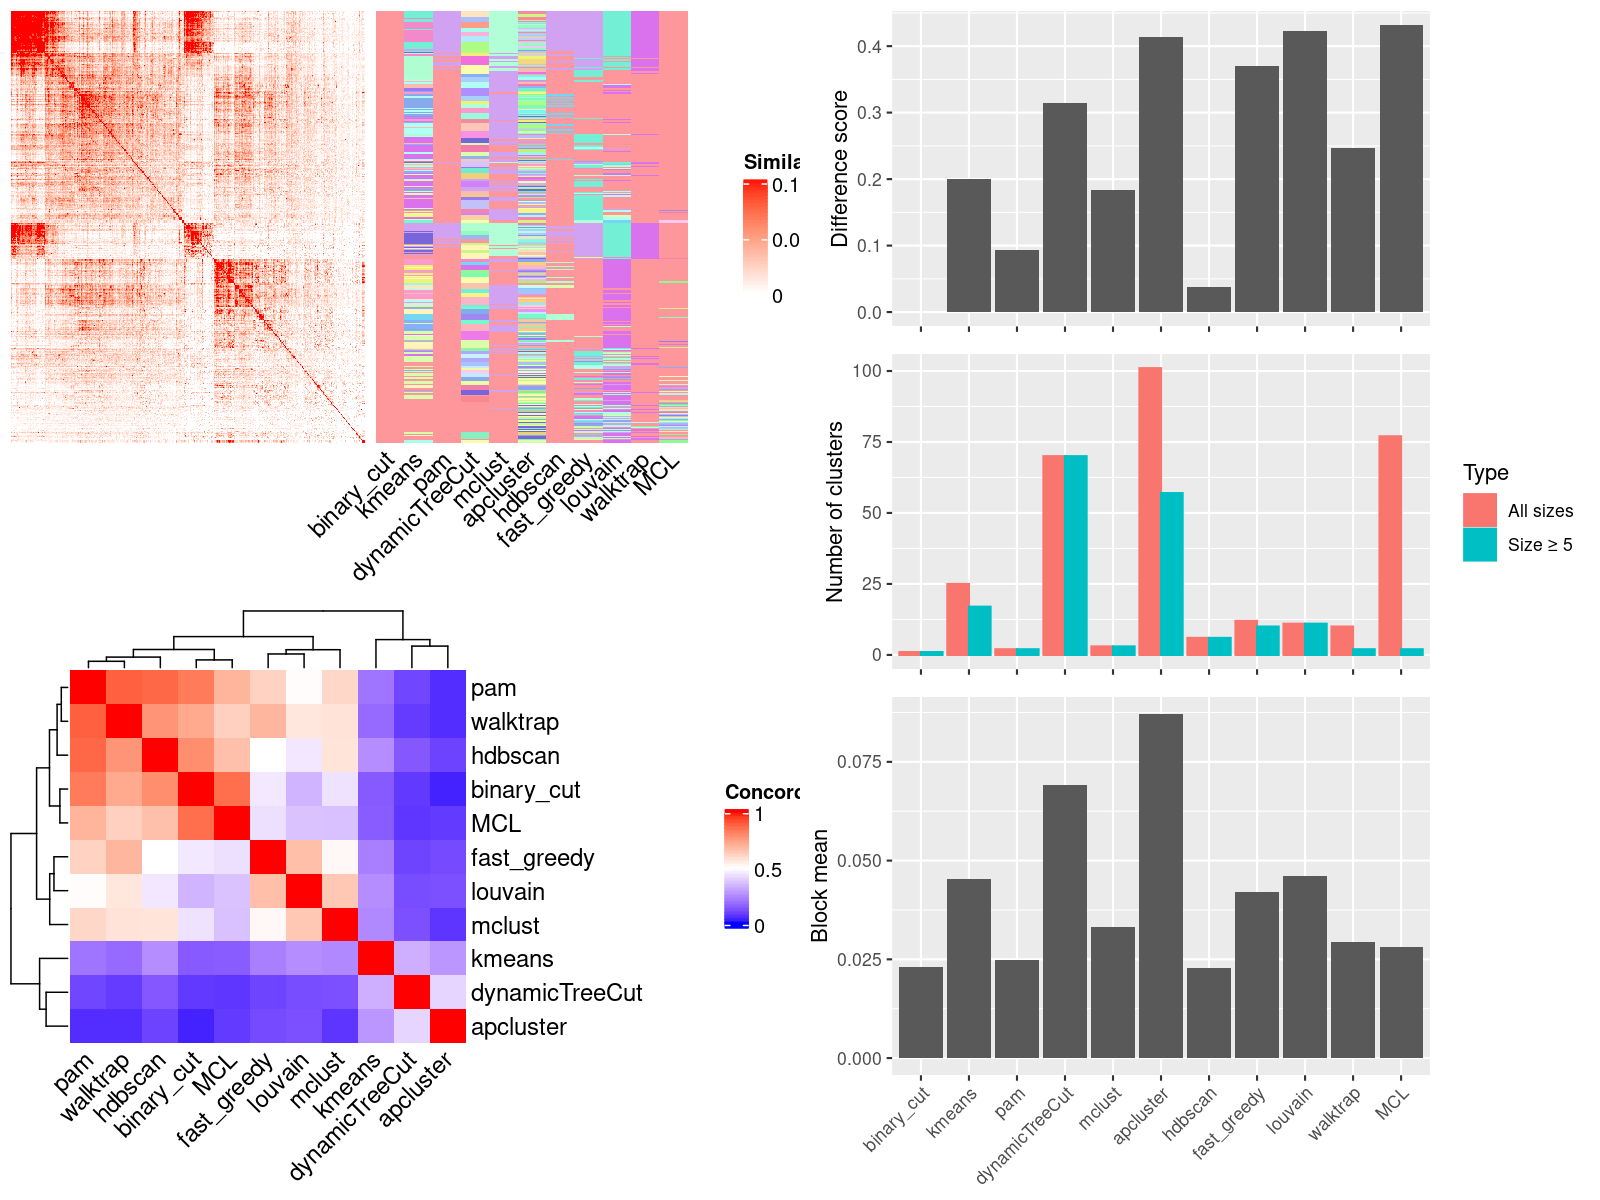 Simila
0.1
0.0
0
binary_cut
kmeans
pam
dynamicTreeCut
mclust
apcluster
hdbscan
fast_greedy
louvain
walktrap
MCL
pam
walktrap
hdbscan
binary_cut
MCL
fast_greedy
louvain
mclust
kmeans
dynamicTreeCut
apcluster
pam
walktrap
hdbscan
binary_cut
MCL
fast_greedy
louvain
mclust
kmeans
dynamicTreeCut
apcluster
Concord
1
0.5
0
Difference score
0.4
0.3
0.2
0.1
0.0
Number of clusters
100
75
50
25
0
Type
All sizes
Size ≥ 5
Block mean
0.075
0.050
0.025
0.000
binary_cut
kmeans
pam
dynamicTreeCut
mclust
apcluster
hdbscan
fast_greedy
louvain
walktrap
MCL